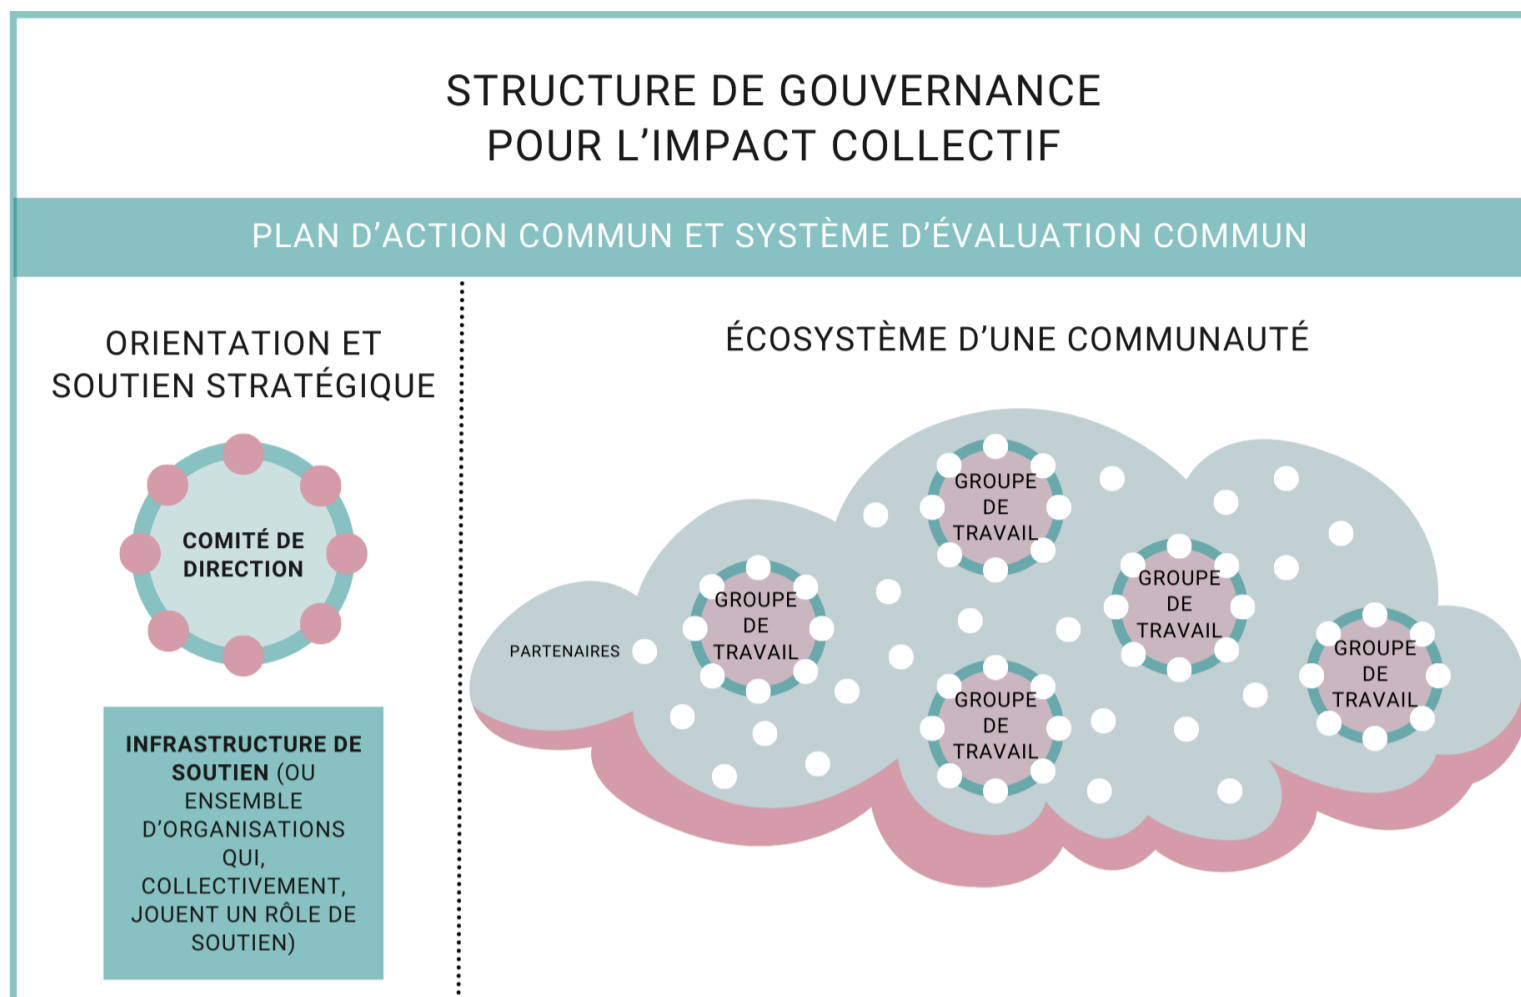 STRUCTURE DE GOUVERNANCE
POUR L’IMPACT COLLECTIF
PLAN D’ACTION COMMUN ET SYSTÈME D’ÉVALUATION COMMUN
ORIENTATION ET
SOUTIEN STRATÉGIQUE
COMITÉ DE
DIRECTION
INFRASTRUCTURE DE
SOUTIEN (OU
ENSEMBLE
D’ORGANISATIONS
QUI,
COLLECTIVEMENT,
JOUENT UN RÔLE DE
SOUTIEN)
ÉCOSYSTÈME D’UNE COMMUNAUTÉ
PARTENAIRES
GROUPE
DE
TRAVAIL
GROUPE
DE
TRAVAIL
GROUPE
DE
TRAVAIL
GROUPE
DE
TRAVAIL
GROUPE
DE
TRAVAIL